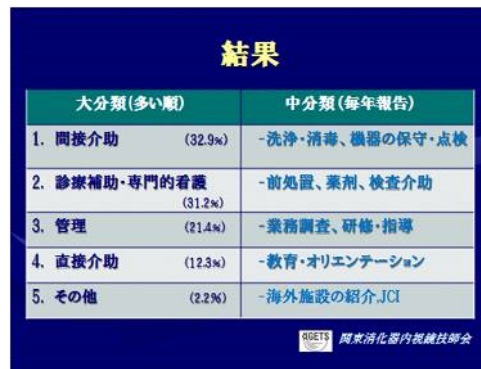 結果
大分類(多い順) 中分類(毎年報告)
1. 間接介助 (32.9%) -洗浄・消毒、機器の保守・点検
2. 診療補助・専門的看護 (31.2%) -前処置、薬剤、検査介助
3. 管理 (21.4%) -業務調査、研修・指導
4. 直接介助 (12.3%) -教育・オリエンテーション
5. その他 (2.2%) -海外施設の紹介,JCI
関東消化器内視鏡技師会